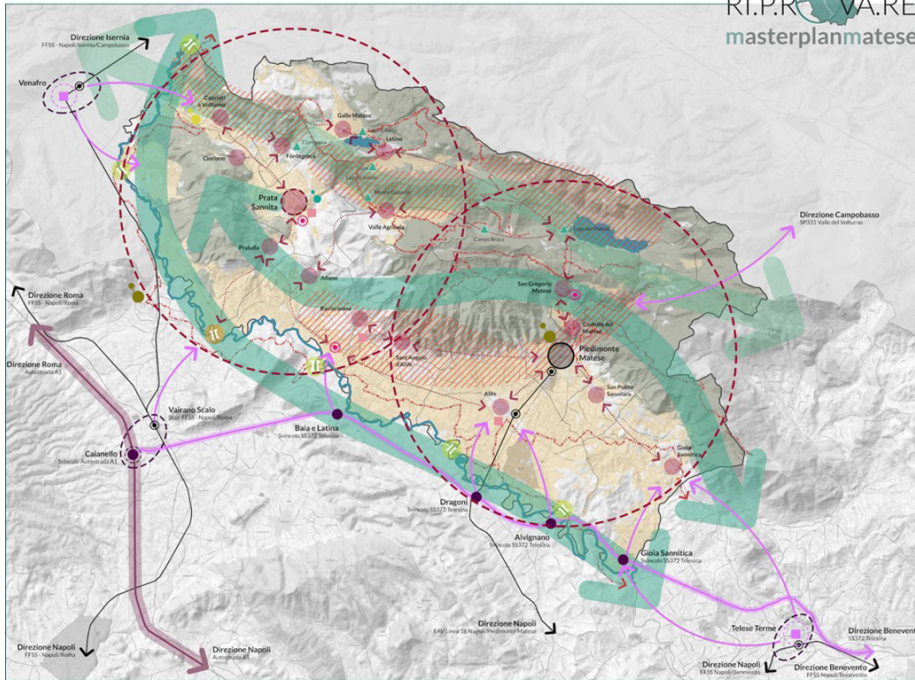 RI.P.R VA.RE
masterplanmatese
Direzione Isernia
FFSS - Napoli/Isernia/Campobasso
Venafro
Capriati
a Volturno
Gallo Matese
Letino
Ciorlano
Fontegreca
Prata
Sannita
Valle Agricola
Campo Braca
Lago del Matese
Direzione Campobasso
SP331 Valle del Volturno
Pratella
Ailano
San Gregorio
Matese
Direzione Roma
FFSS - Napoli/Roma
Raviscanina
Castello del
Matese
Direzione Roma
Autostrada A1
Sant'Angelo
d'Alife
Piedimonte
Matese
San Potito
Sannitico
Alife
Vairano Scalo
Staz. FFSS - Napoli/Roma
Baia e Latina
Svincolo SS372 Telesina
Caianello
Svincolo Autostrada A1
Gioia
Sannitica
Dragoni
Svincolo SS372 Telesina
Alvignano
Svincolo SS372 Telesina
Gioia Sannitica
Svincolo SS372 Telesina
Direzione Napoli
EAV Linea 16 Napoli/Piedimonte Matese
Telese Terme
Direzione Benevent
SS372 Telesina
Direzione Napoli
FFSS - Napoli/Roma
Direzione Napoli
Autostrada A1
Direzione Napoli
FFSS Napoli/Benevento
Direzione Benevento
FFSS Napoli/Benevento